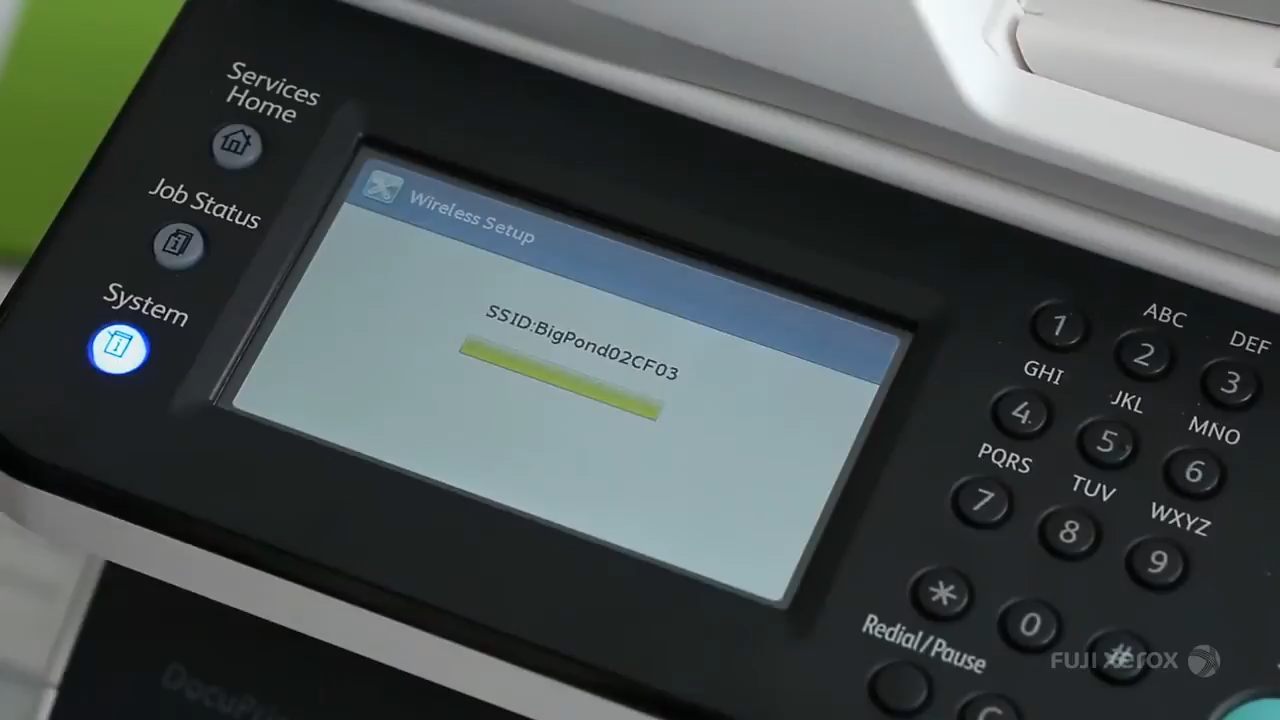 Services
Home
Job Status
System
Wireless Setup
SSID:BigPond02CF03
1
ABC
2
DEF
3
GHI
4
JKL
5
MNO
6
PQRS
7
TUV
8
WXYZ
9
*
0
#
Redial/Pause
C
FUJI xerox